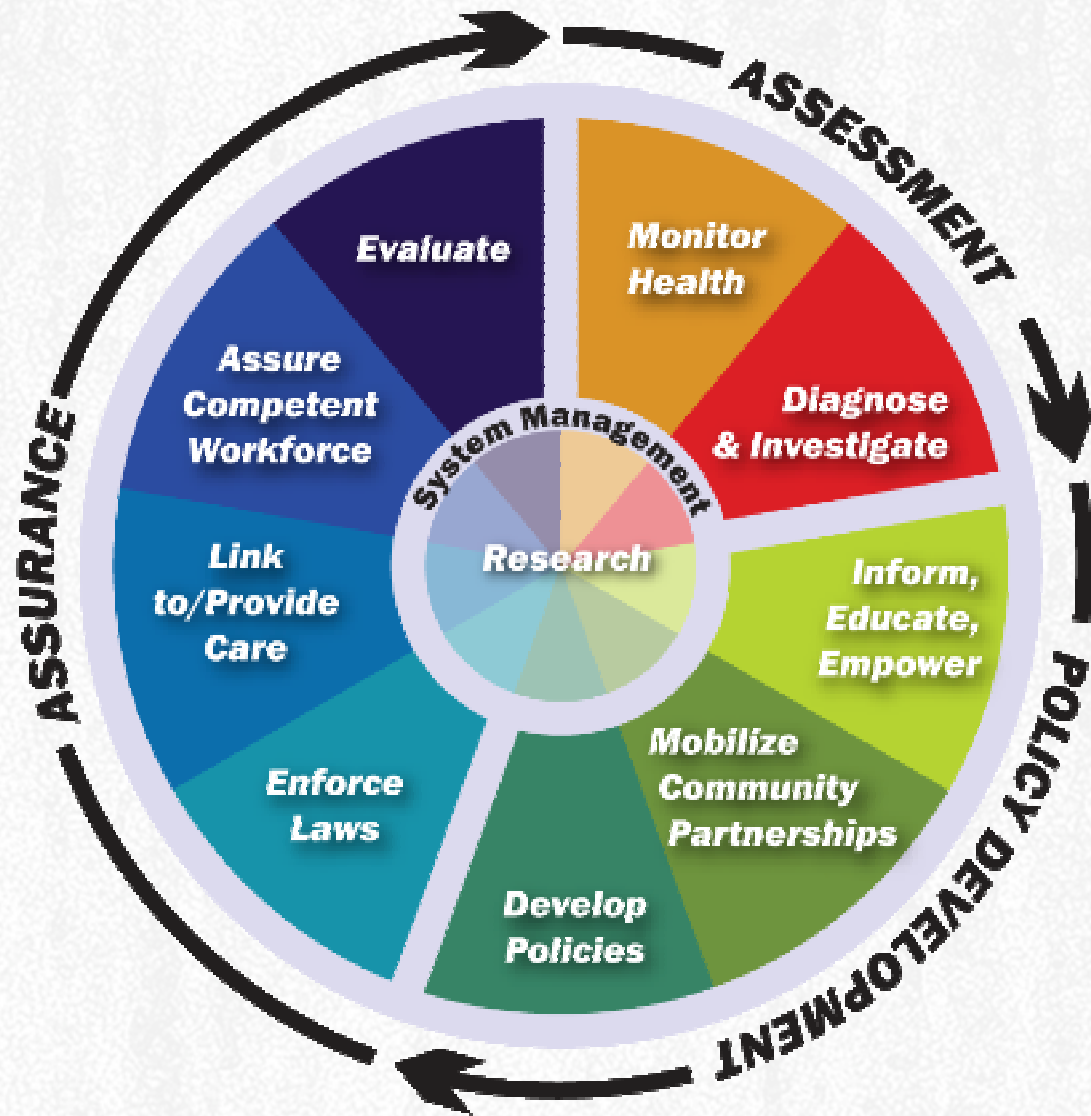 ASSESSMENT
Monitor
Health
Diagnose
& Investigate
Inform,
Educate,
Empower
POLICY DEVELOPMENT
Mobilize
Community
Partnerships
Develop
Policies
Enforce
Laws
Link
to/Provide
Care
ASSURANCE
Assure
Competent
Workforce
Evaluate
System Management
Research